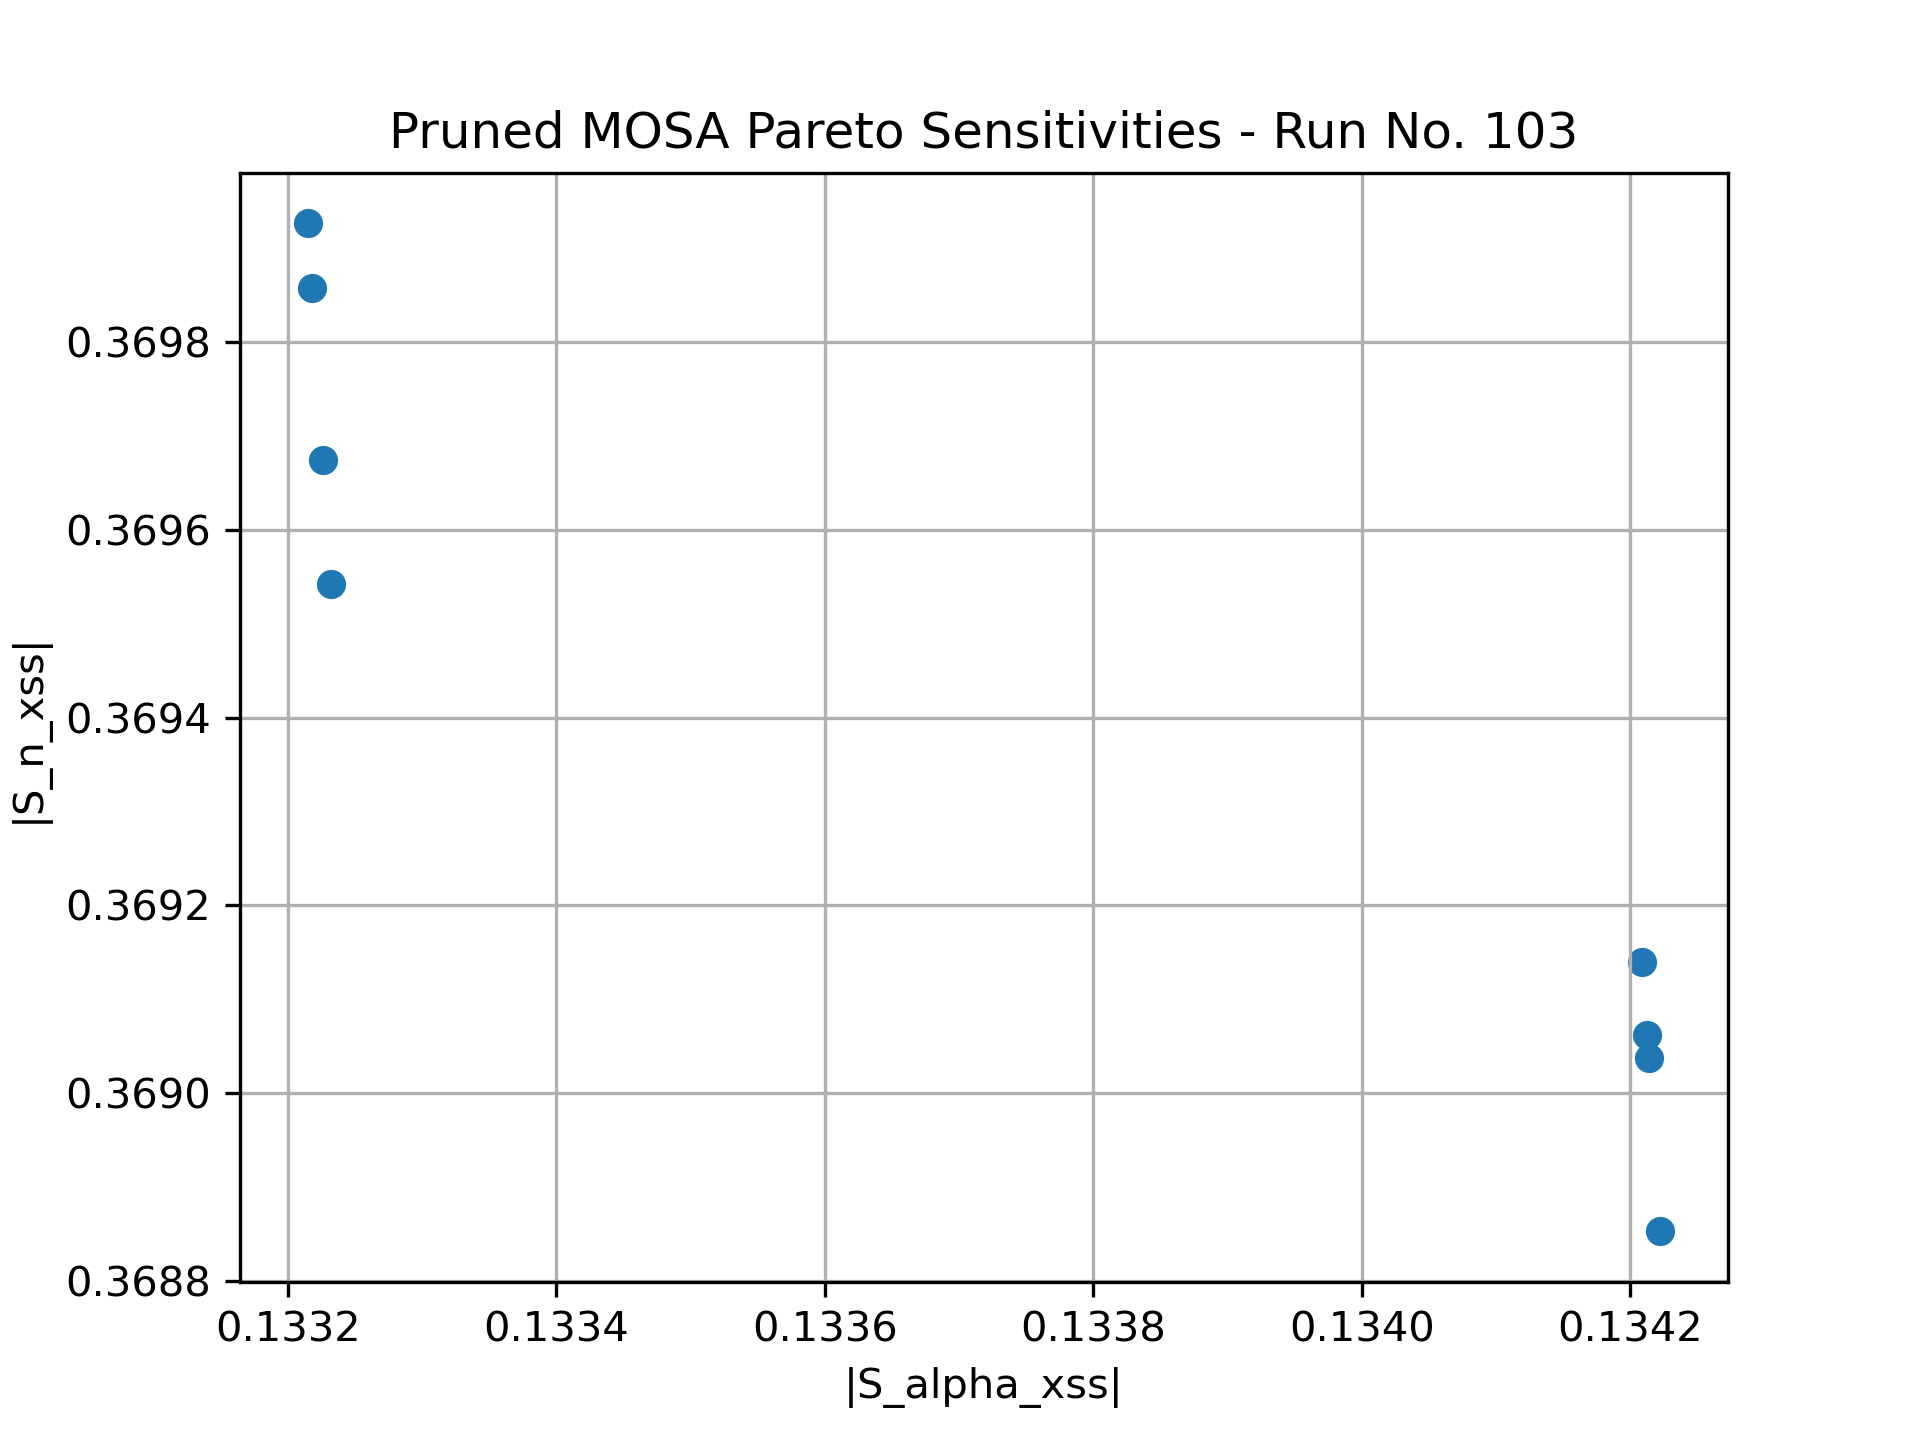 Pruned MOSA Pareto Sensitivities - Run No. 103
|S_n_xss|
0.3698
0.3696
0.3694
0.3692
0.3690
0.3688
0.1332 0.1334 0.1336 0.1338 0.1340 0.1342
|S_alpha_xss|